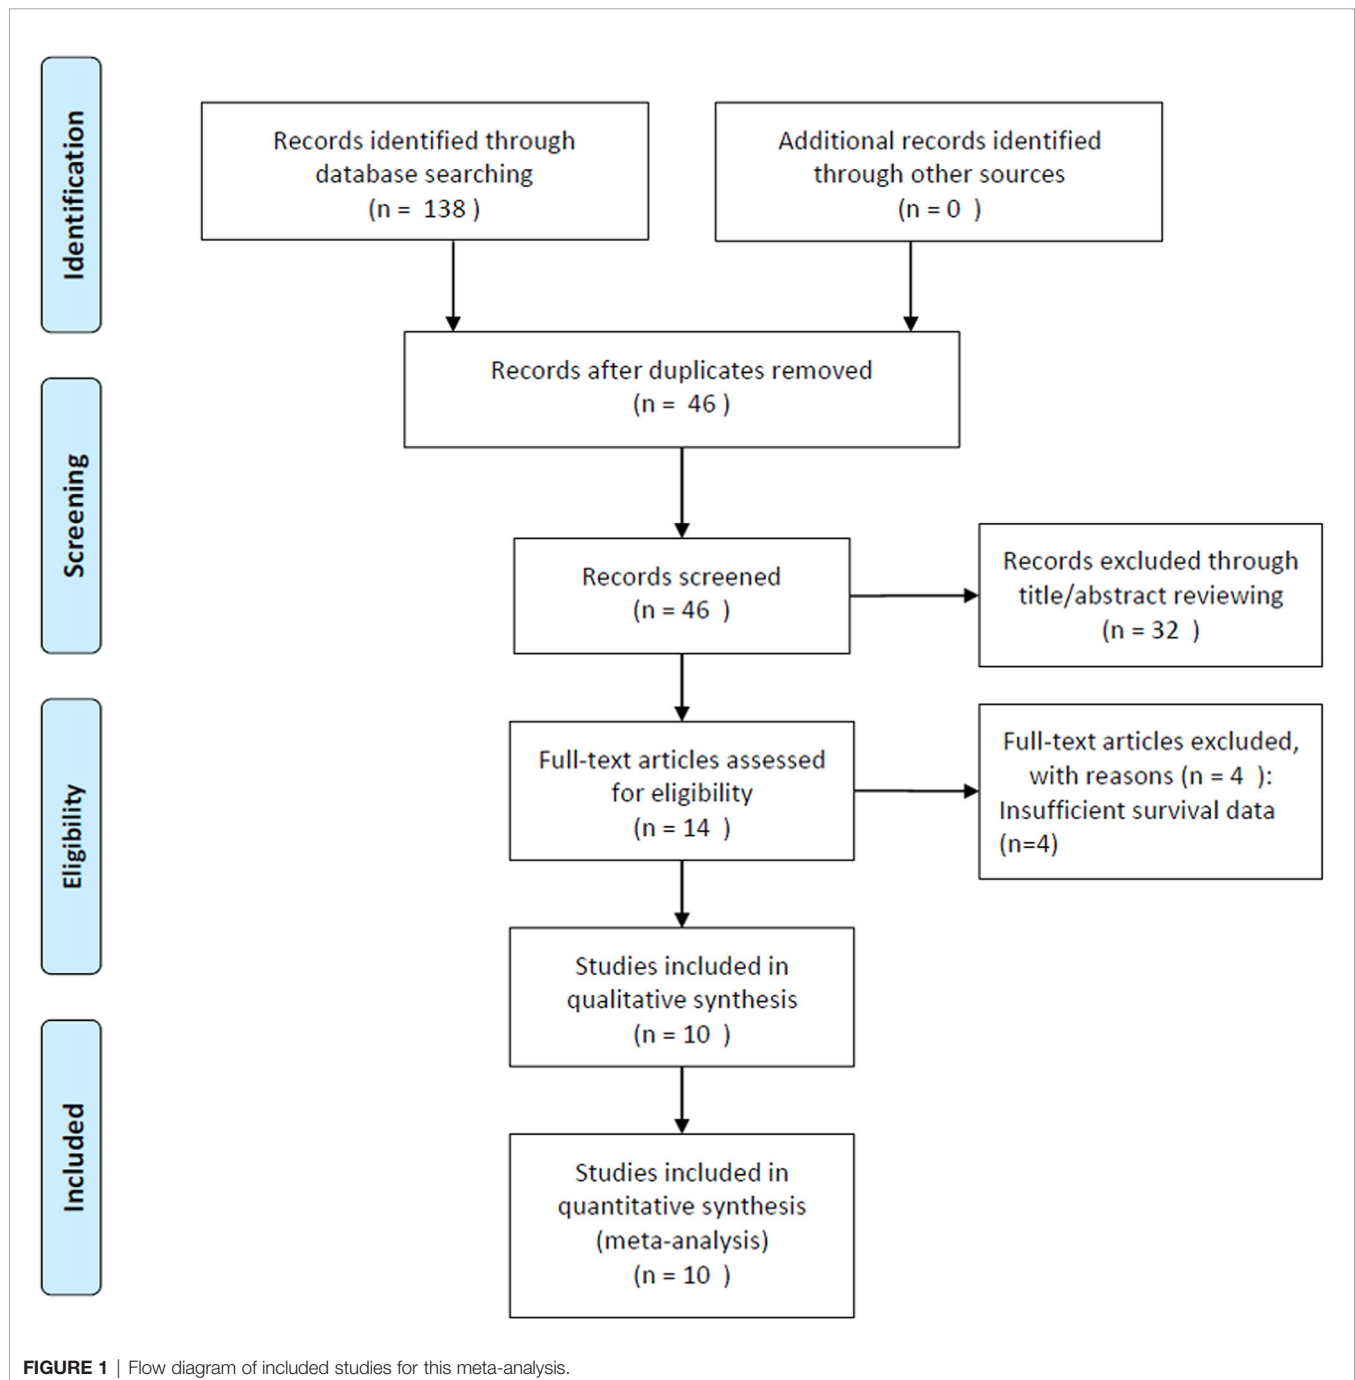 Identification
Records identified through
database searching
(n =  138 )
Additional records identified
through other sources
(n = 0  )
Records after duplicates removed
(n =  46 )
Screening
Records screened
(n = 46  )
Records excluded through
title/abstract reviewing
(n = 32  )
Eligibility
Full-text articles assessed
for eligibility
(n = 14  )
Full-text articles excluded,
with reasons (n = 4  ):
Insufficient survival data
(n=4)
Studies included in
qualitative synthesis
(n = 10  )
Included
Studies included in
quantitative synthesis
(meta-analysis)
(n = 10  )
FIGURE 1 | Flow diagram of included studies for this meta-analysis.